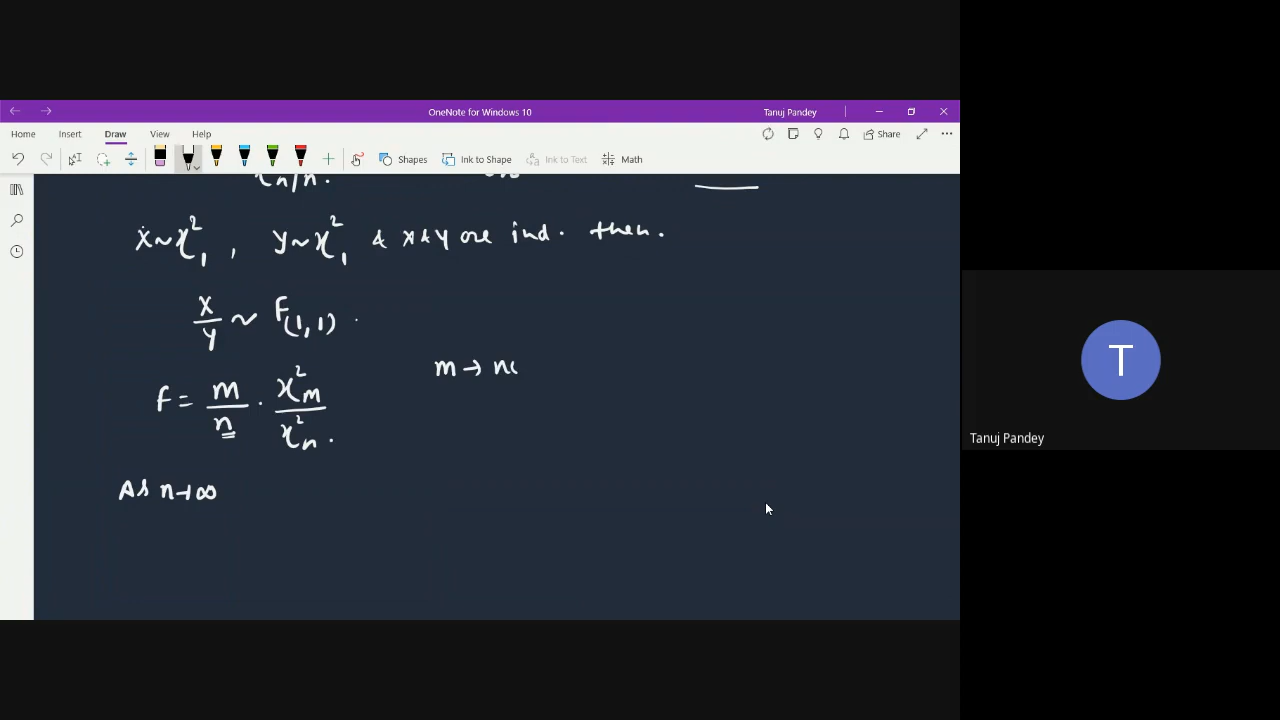 OneNote for Windows 10
Tanuj Pandey
Home Insert Draw View Help
Share
Shapes Ink to Shape Ink to Text Math
χn/n.
X~χ²₁, Y~χ²₁ & X & Y are ind. then.
X/Y ~ F(1,1).
m → n
F = m/n · χ²m/χ²n.
As n→∞
T
Tanuj Pandey